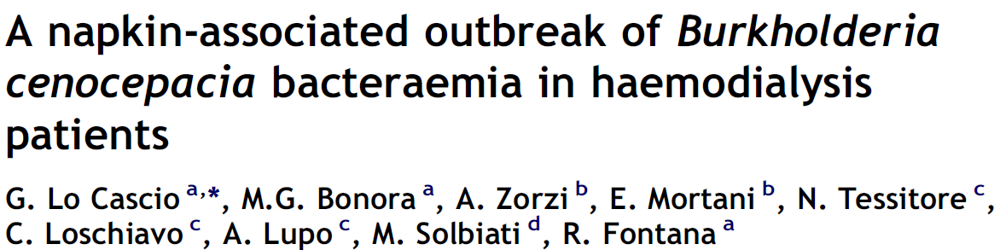 A napkin-associated outbreak of Burkholderia
cenocepacia bacteraemia in haemodialysis
patients
G. Lo Cascio a,*, M.G. Bonora a, A. Zorzi b, E. Mortani b, N. Tessitore c,
C. Loschiavo c, A. Lupo c, M. Solbiati d, R. Fontana a